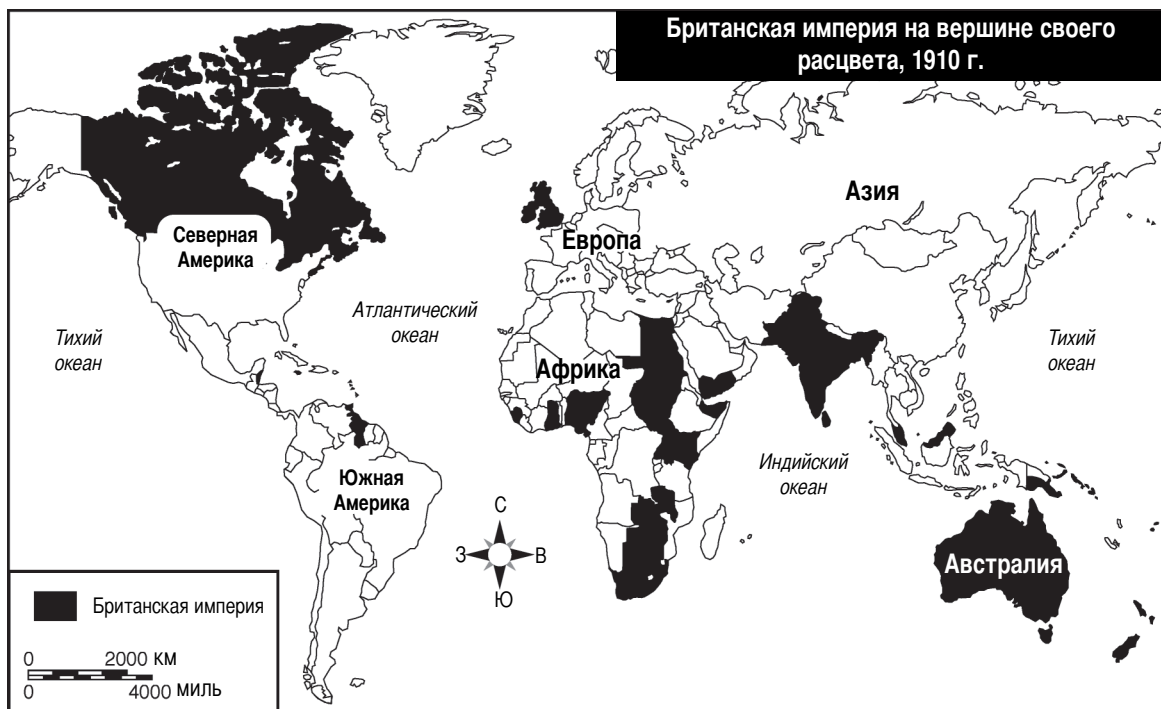 Британская империя на вершине своего
расцвета, 1910 г.
Азия
Северная
Америка
Европа
Атлантический
океан
Тихий
океан
Тихий
океан
Африка
Индийский
океан
Южная
Америка
С
З
В
Ю
Австралия
Британская империя
0 2000 КМ
0 4000 МИЛЬ